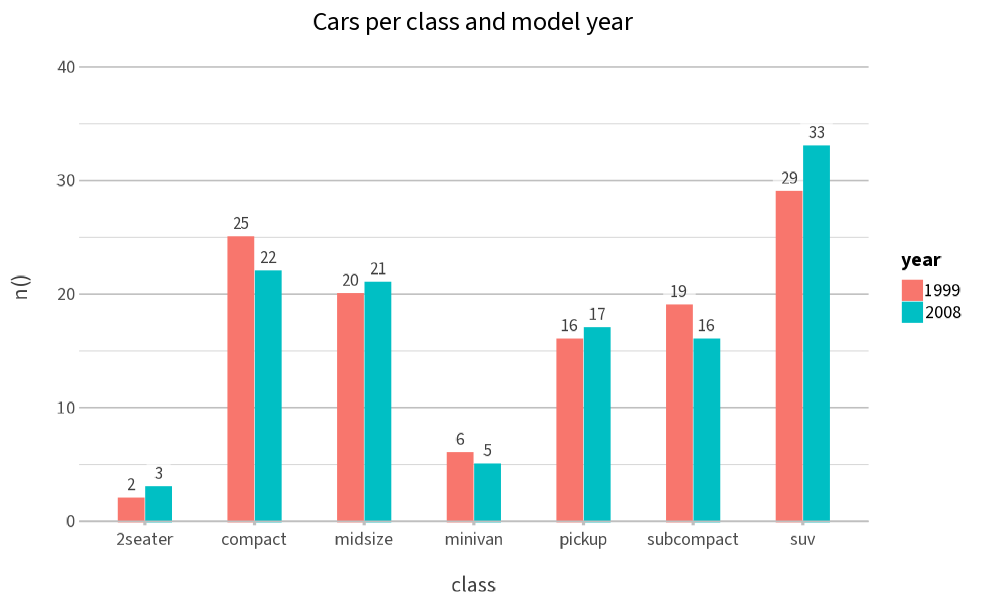 Cars per class and model year
40
30
20
10
0
n()
2 3 25 22 20 21 6 5 16 17 19 16 29 33
2seater compact midsize minivan pickup subcompact suv
class
year
1999
2008